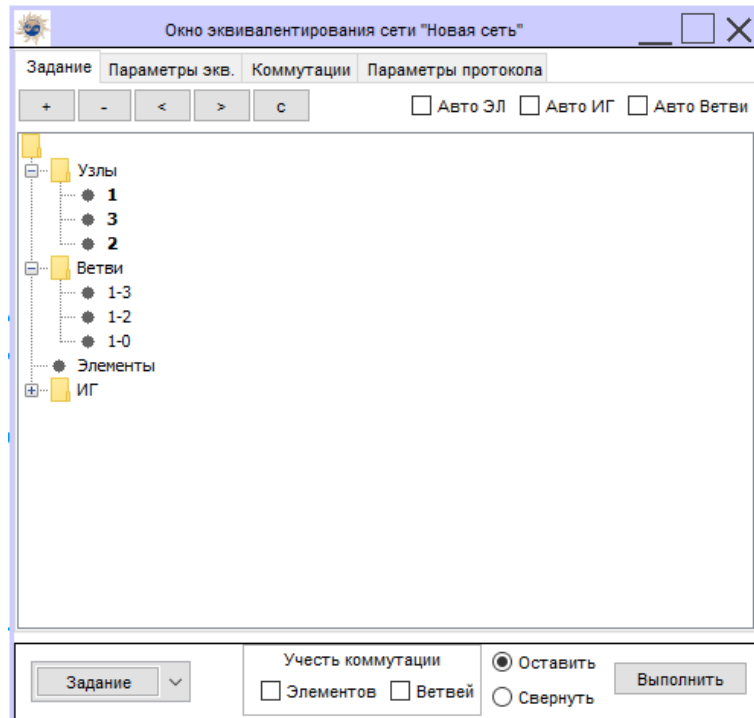 Окно эквивалентирования сети "Новая сеть"
Задание Параметры экв. Коммутации Параметры протокола
+ - < > с Авто ЭЛ Авто ИГ Авто Ветви
Узлы
1
3
2
Ветви
1-3
1-2
1-0
Элементы
ИГ
Учесть коммутации
Задание Элементов Ветвей
Оставить
Свернуть
Выполнить